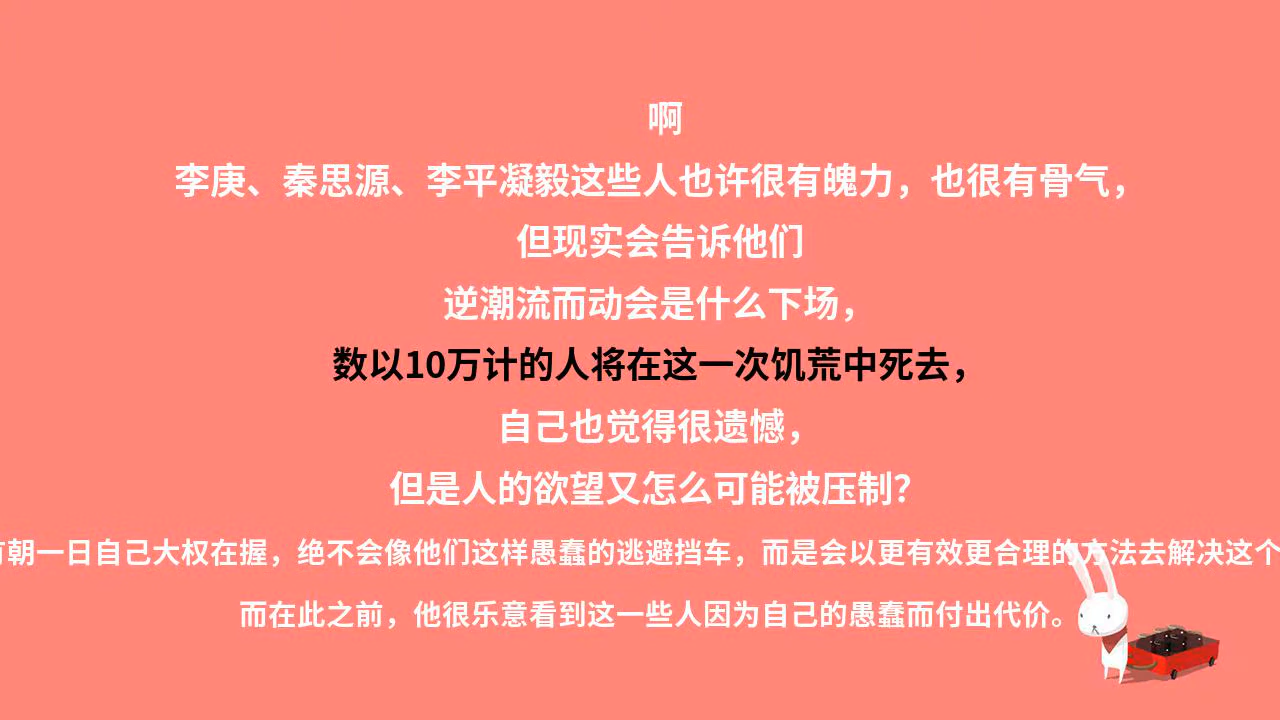 啊
李庚、秦思源、李平凝毅这些人也许很有魄力，也很有骨气，
但现实会告诉他们
逆潮流而动会是什么下场，
数以10万计的人将在这一次饥荒中死去，
自己也觉得很遗憾，
但是人的欲望又怎么可能被压制？
朝一日自己大权在握，绝不会像他们这样愚蠢的逃避挡车，而是会以更有效更合理的方法去解决这个
而在此之前，他很乐意看到这一些人因为自己的愚蠢而付出代价。